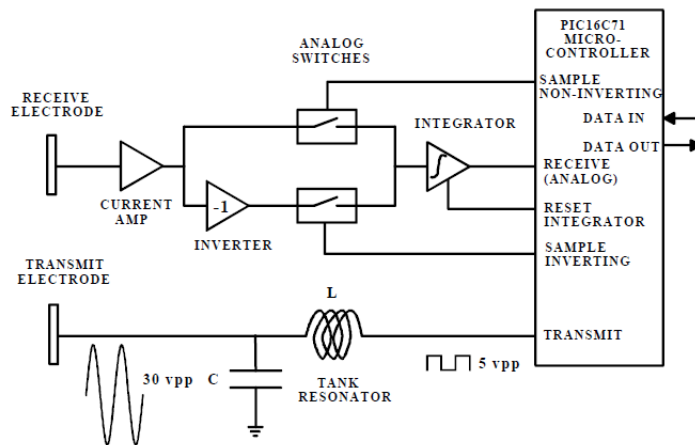 PIC16C71
MICRO-
CONTROLLER
ANALOG
SWITCHES
SAMPLE
NON-INVERTING
RECEIVE
ELECTRODE
INTEGRATOR
DATA IN
DATA OUT
RECEIVE
(ANALOG)
CURRENT
AMP
-1
INVERTER
RESET
INTEGRATOR
SAMPLE
INVERTING
TRANSMIT
ELECTRODE
L
TRANSMIT
30 vpp
C
TANK
RESONATOR
5 vpp